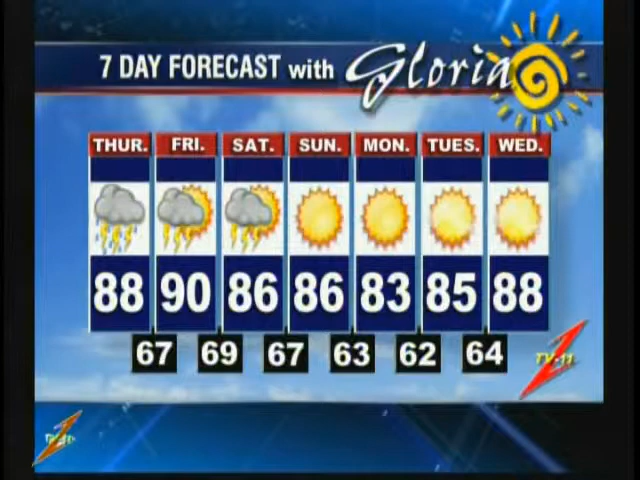 7 DAY FORECAST with Gloria
THUR. FRI. SAT. SUN. MON. TUES. WED.
88 90 86 86 83 85 88
67 69 67 63 62 64
TV-11